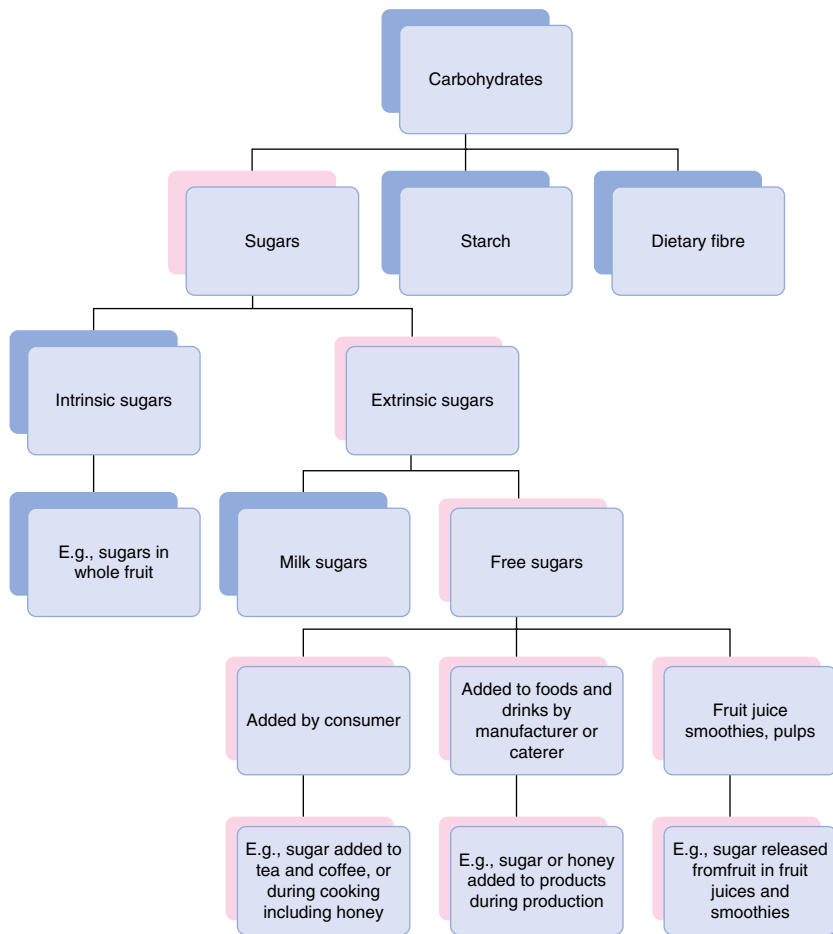 Carbohydrates
Sugars
Starch
Dietary fibre
Intrinsic sugars
Extrinsic sugars
E.g., sugars in
whole fruit
Milk sugars
Free sugars
Added by consumer
Added to foods and
drinks by
manufacturer or
caterer
Fruit juice
smoothies, pulps
E.g., sugar added to
tea and coffee, or
during cooking
including honey
E.g., sugar or honey
added to products
during production
E.g., sugar released
fromfruit in fruit
juices and
smoothies